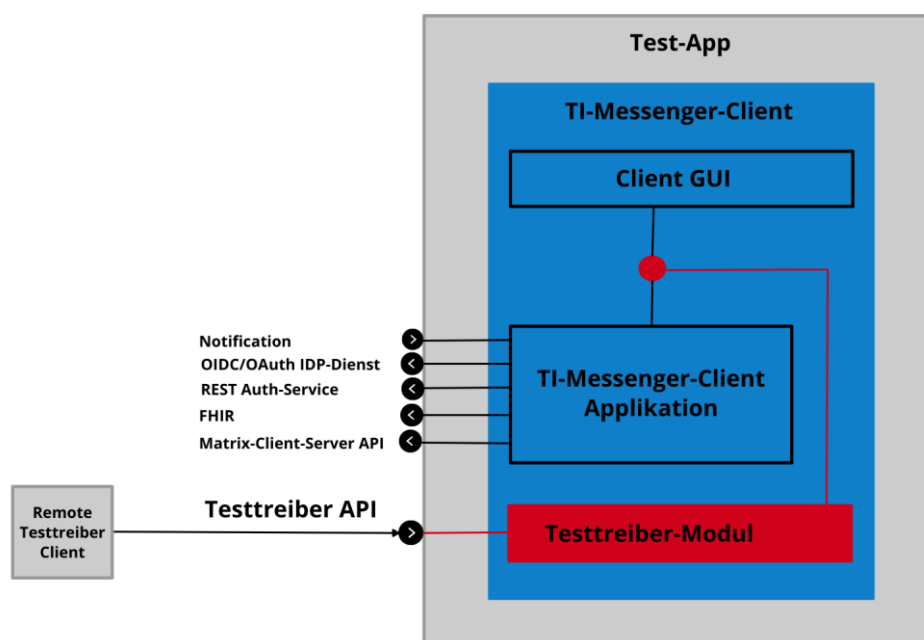 Test-App
TI-Messenger-Client
Client GUI
Notification
OIDC/OAuth IDP-Dienst
REST Auth-Service
FHIR
Matrix-Client-Server API
TI-Messenger-Client
Applikation
Remote
Testtreiber
Client
Testtreiber API
Testtreiber-Modul